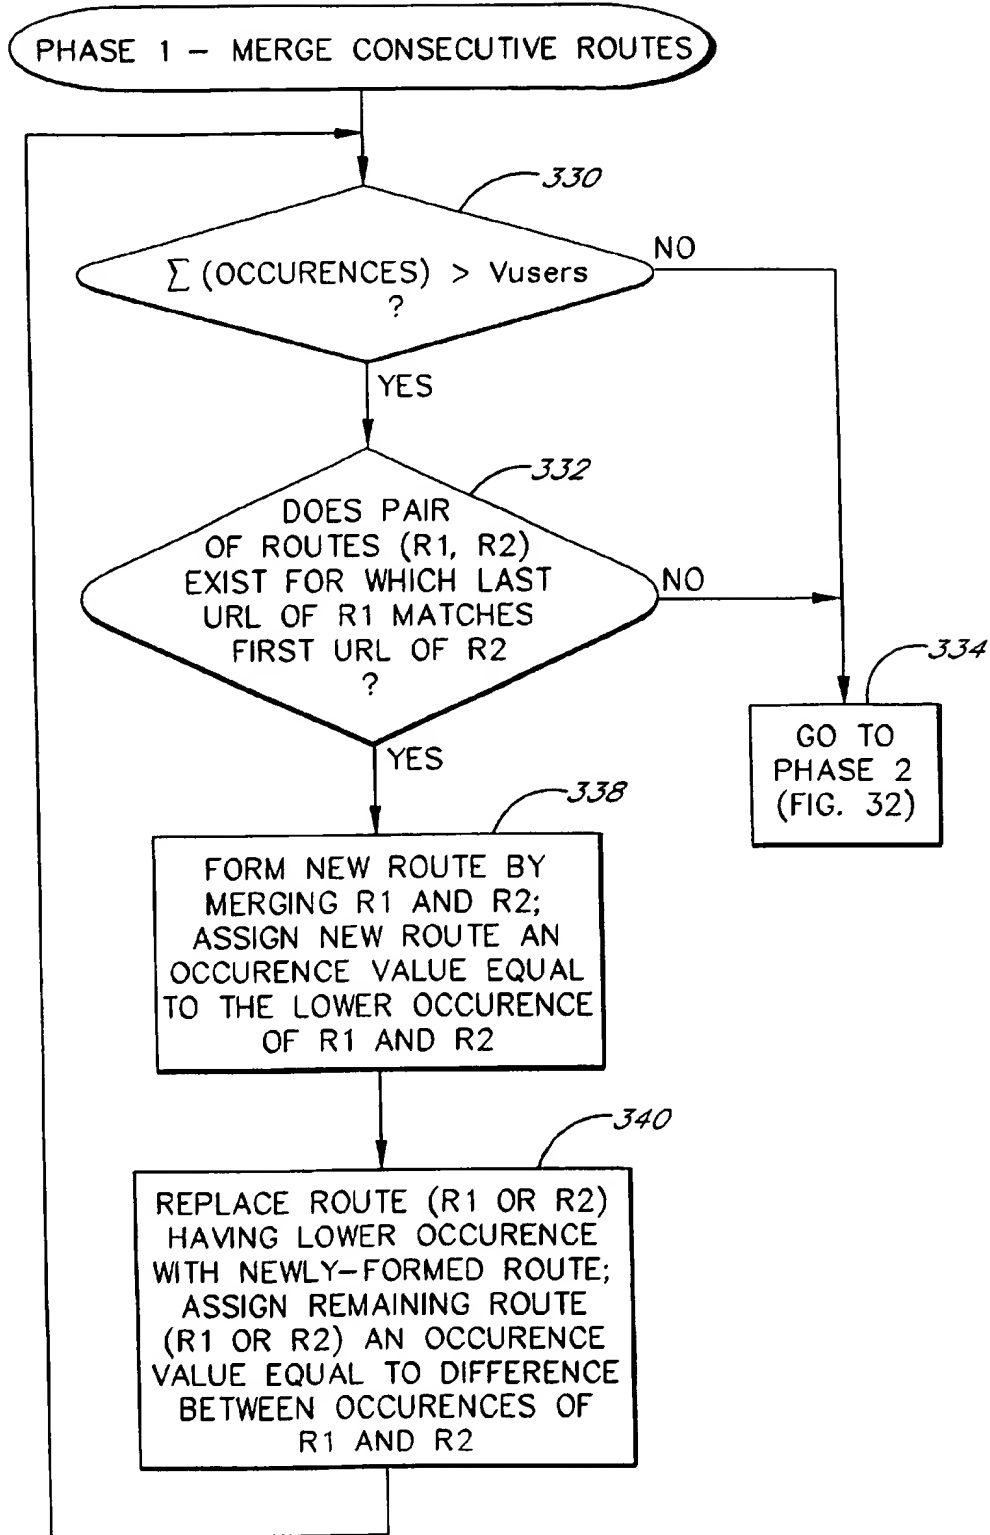 PHASE 1 – MERGE CONSECUTIVE ROUTES
330
∑ (OCCURENCES) > Vusers
?
NO
YES
332
DOES PAIR
OF ROUTES (R1, R2)
EXIST FOR WHICH LAST
URL OF R1 MATCHES
FIRST URL OF R2
?
NO
334
GO TO
PHASE 2
(FIG. 32)
YES
338
FORM NEW ROUTE BY
MERGING R1 AND R2;
ASSIGN NEW ROUTE AN
OCCURENCE VALUE EQUAL
TO THE LOWER OCCURENCE
OF R1 AND R2
340
REPLACE ROUTE (R1 OR R2)
HAVING LOWER OCCURENCE
WITH NEWLY–FORMED ROUTE;
ASSIGN REMAINING ROUTE
(R1 OR R2) AN OCCURENCE
VALUE EQUAL TO DIFFERENCE
BETWEEN OCCURENCES OF
R1 AND R2